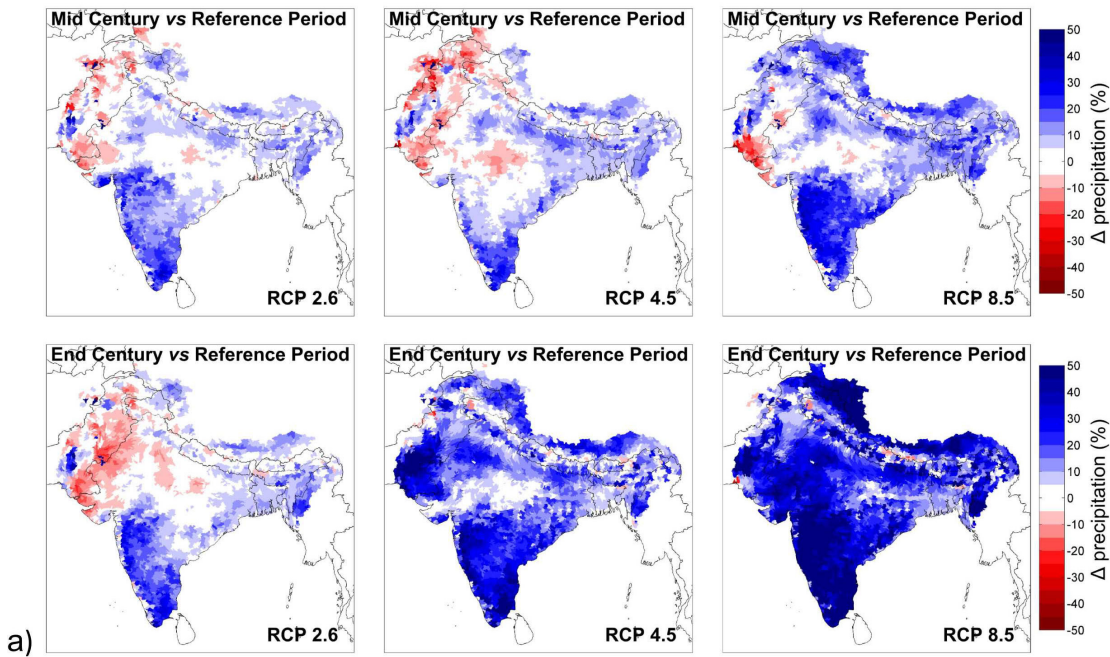 Mid Century vs Reference Period
RCP 2.6
Mid Century vs Reference Period
RCP 4.5
Mid Century vs Reference Period
RCP 8.5
50
40
30
20
10
0
-10
-20
-30
-40
-50
Δ precipitation (%)
End Century vs Reference Period
RCP 2.6
End Century vs Reference Period
RCP 4.5
End Century vs Reference Period
RCP 8.5
50
40
30
20
10
0
-10
-20
-30
-40
-50
Δ precipitation (%)
a)